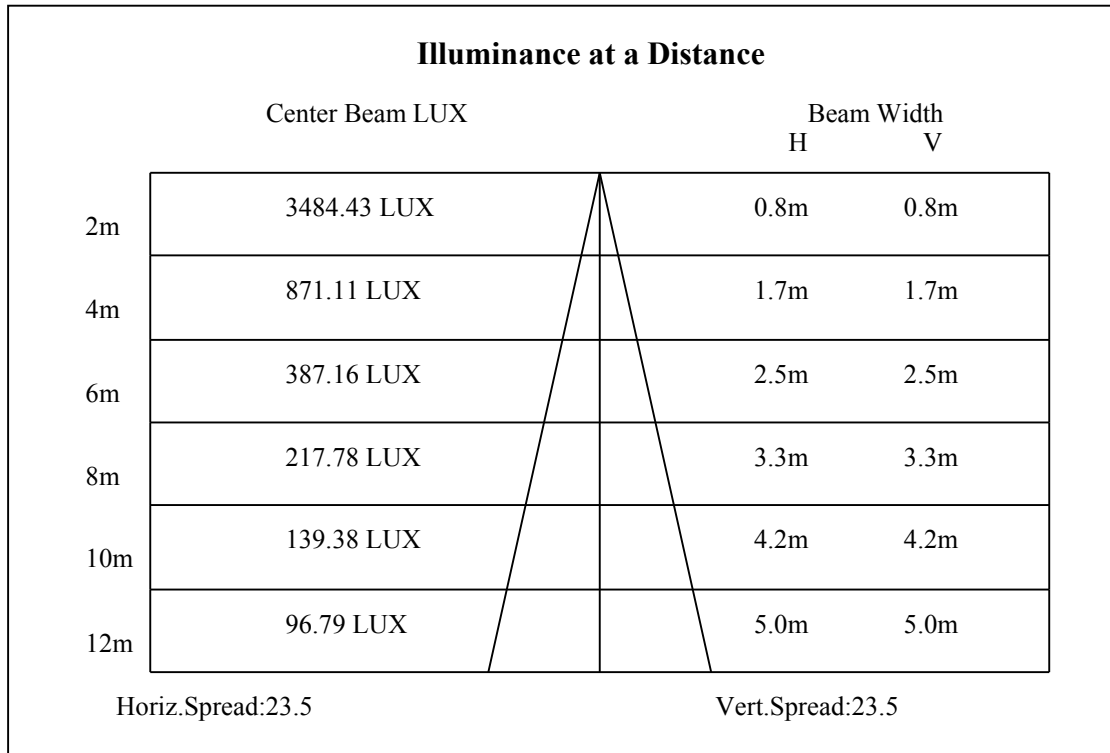 Illuminance at a Distance
Center Beam LUX Beam Width
H V
2m 3484.43 LUX 0.8m 0.8m
4m 871.11 LUX 1.7m 1.7m
6m 387.16 LUX 2.5m 2.5m
8m 217.78 LUX 3.3m 3.3m
10m 139.38 LUX 4.2m 4.2m
12m 96.79 LUX 5.0m 5.0m
Horiz.Spread:23.5 Vert.Spread:23.5